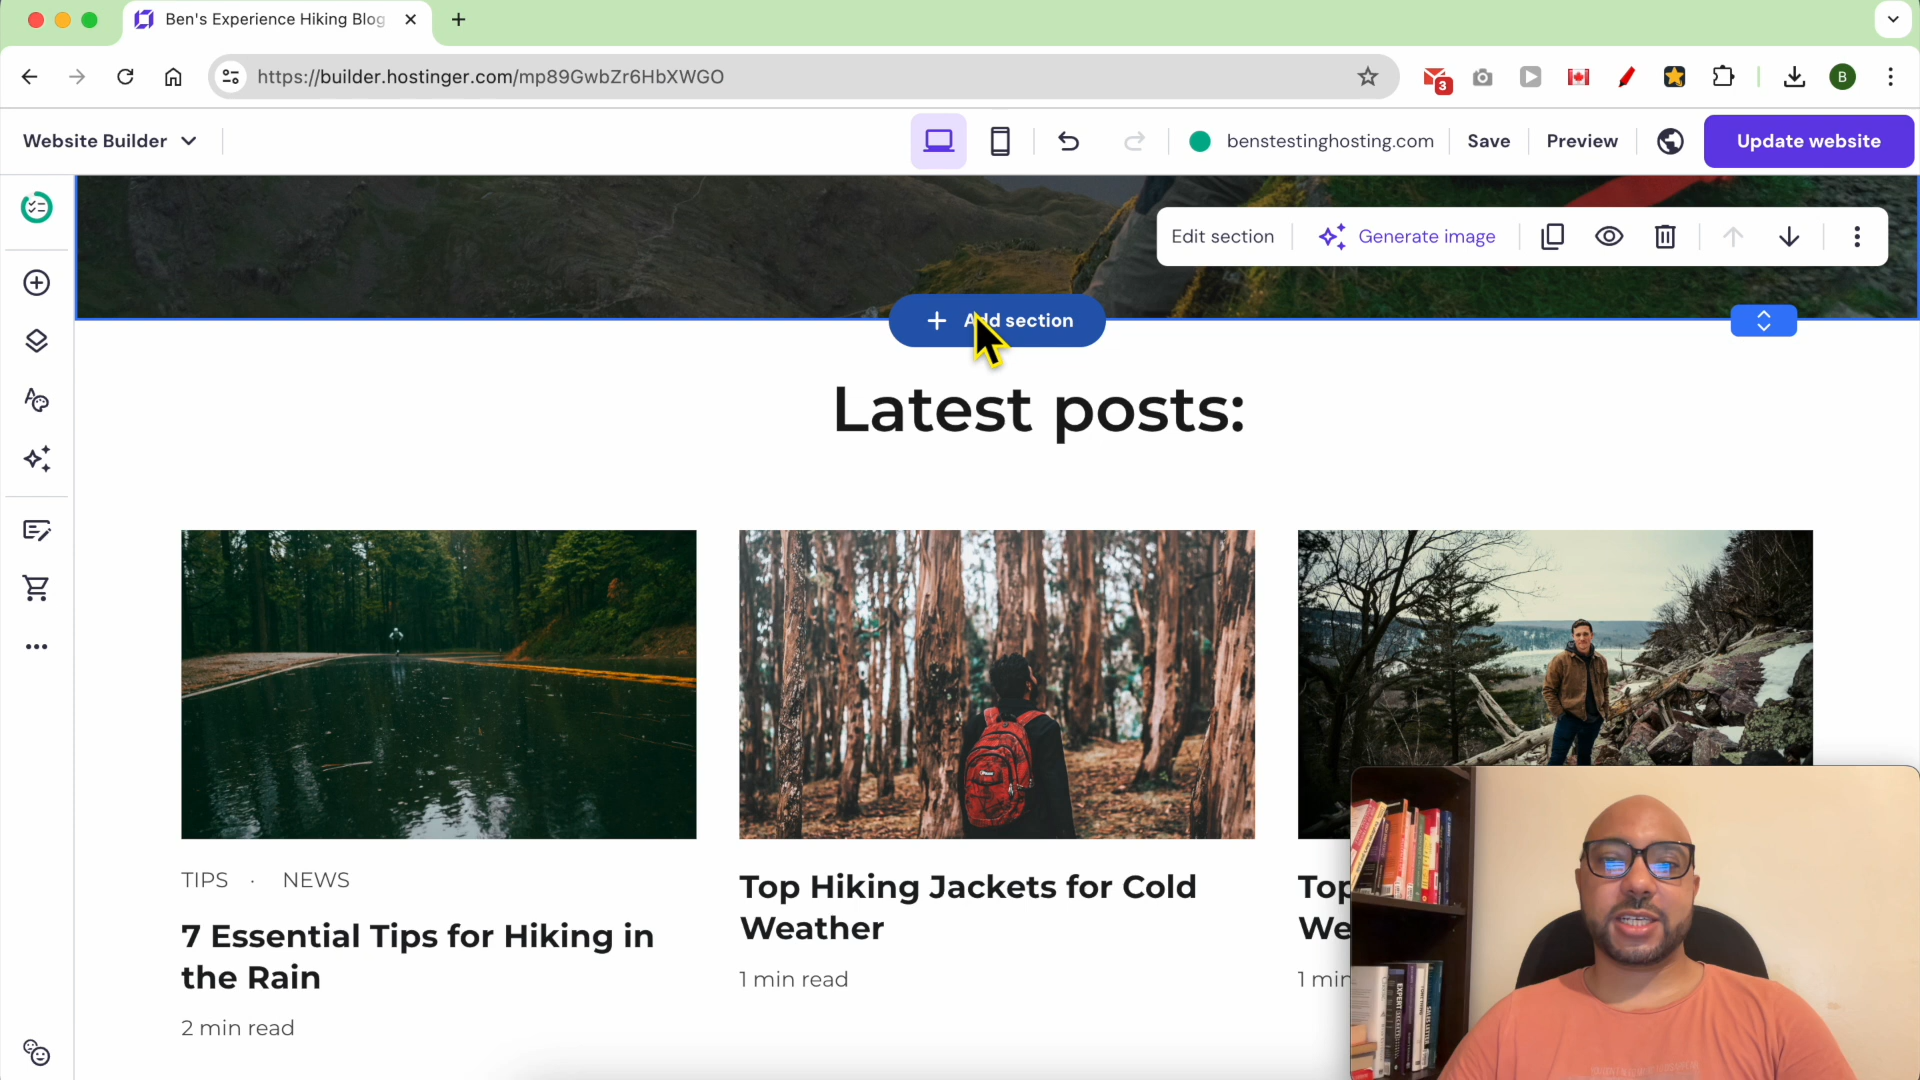 Ben's Experience Hiking Blog
https://builder.hostinger.com/mp89GwbZr6HbXWGO
3
B
Website Builder
benstestinghosting.com
Save
Preview
Update website
Edit section
Generate image
Add section
Latest posts:
TIPS · NEWS
7 Essential Tips for Hiking in
the Rain
2 min read
Top Hiking Jackets for Cold
Weather
1 min read
Top
We
1 min
EXPERT